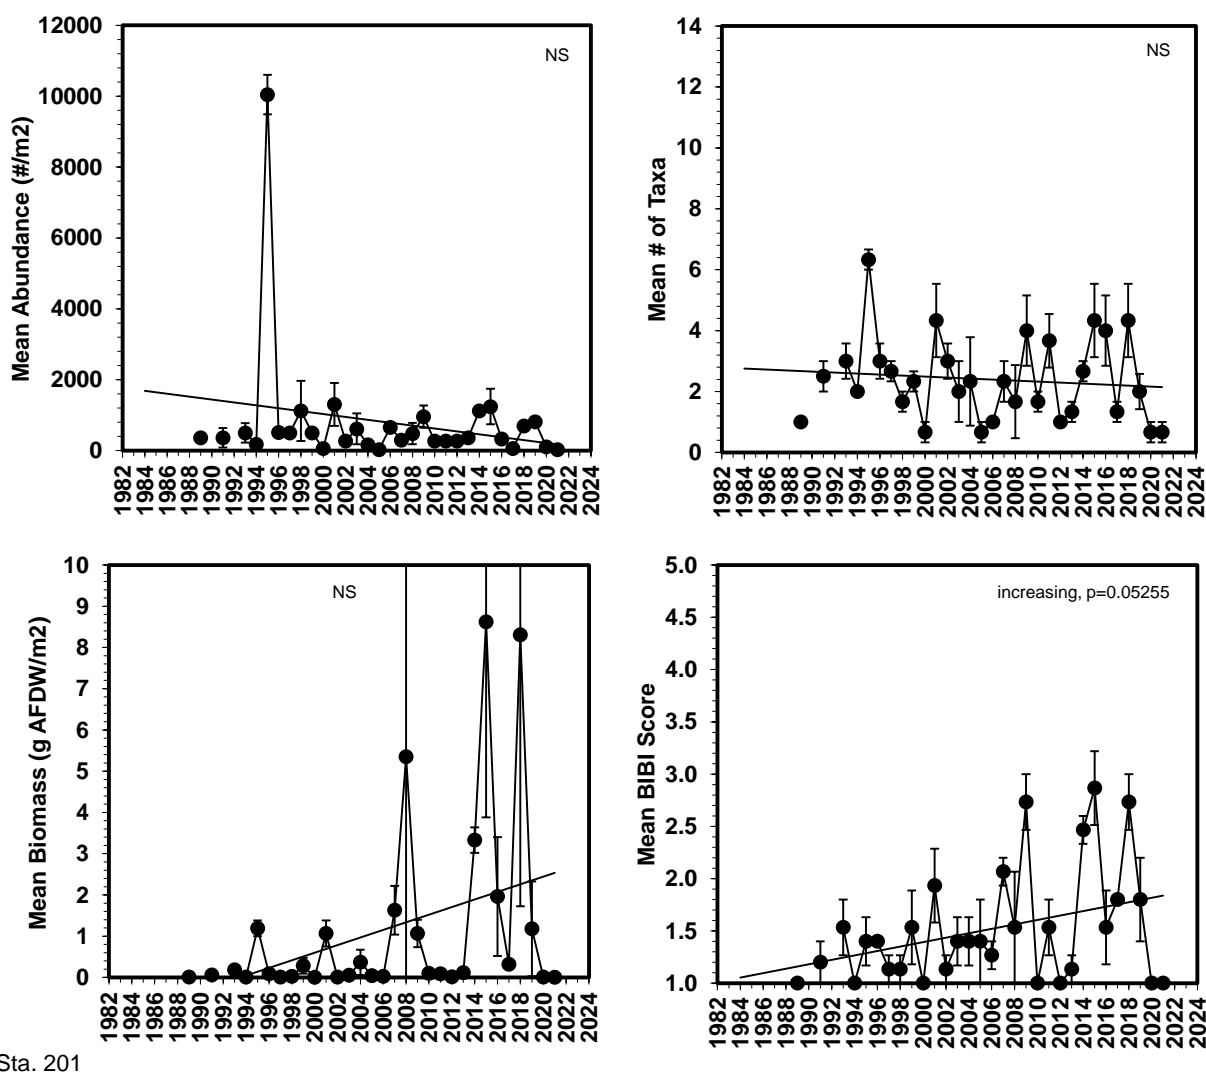 12000
10000
8000
6000
4000
2000
0
Mean Abundance (#/m2)
NS
1982 1984 1986 1988 1990 1992 1994 1996 1998 2000 2002 2004 2006 2008 2010 2012 2014 2016 2018 2020 2022 2024
14
12
10
8
6
4
2
0
Mean # of Taxa
NS
1982 1984 1986 1988 1990 1992 1994 1996 1998 2000 2002 2004 2006 2008 2010 2012 2014 2016 2018 2020 2022 2024
10
9
8
7
6
5
4
3
2
1
0
Mean Biomass (g AFDW/m2)
NS
1982 1984 1986 1988 1990 1992 1994 1996 1998 2000 2002 2004 2006 2008 2010 2012 2014 2016 2018 2020 2022 2024
5.0
4.5
4.0
3.5
3.0
2.5
2.0
1.5
1.0
Mean BIBI Score
increasing, p=0.05255
1982 1984 1986 1988 1990 1992 1994 1996 1998 2000 2002 2004 2006 2008 2010 2012 2014 2016 2018 2020 2022 2024
Sta. 201